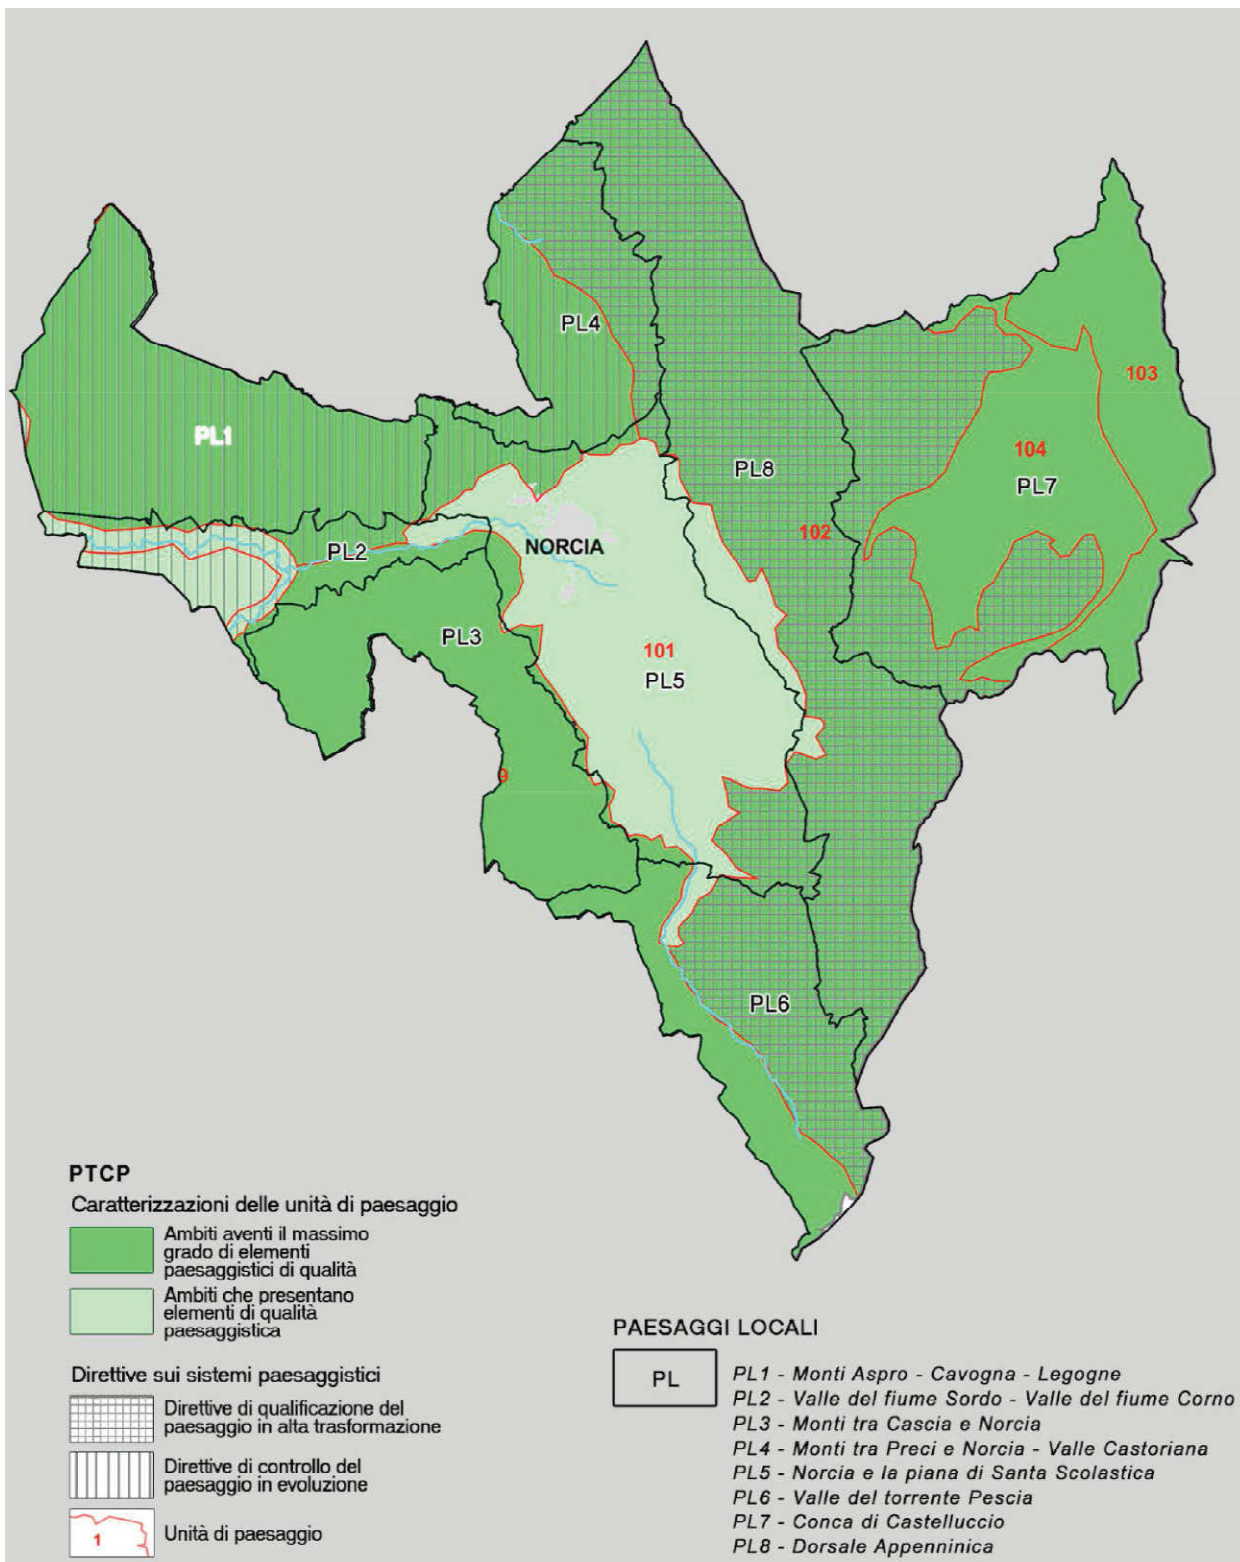 PL4
103
PL1
104
PL8
PL7
102
NORCIA
PL2
PL3
101
PL5
9
PL6
PTCP
Caratterizzazioni delle unità di paesaggio
Ambiti aventi il massimo
grado di elementi
paesaggistici di qualità
Ambiti che presentano
elementi di qualità
paesaggistica
Direttive sui sistemi paesaggistici
Direttive di qualificazione del
paesaggio in alta trasformazione
Direttive di controllo del
paesaggio in evoluzione
1
Unità di paesaggio
PAESAGGI LOCALI
PL
PL1 - Monti Aspro - Cavogna - Legogne
PL2 - Valle del fiume Sordo - Valle del fiume Corno
PL3 - Monti tra Cascia e Norcia
PL4 - Monti tra Preci e Norcia - Valle Castoriana
PL5 - Norcia e la piana di Santa Scolastica
PL6 - Valle del torrente Pescia
PL7 - Conca di Castelluccio
PL8 - Dorsale Appenninica